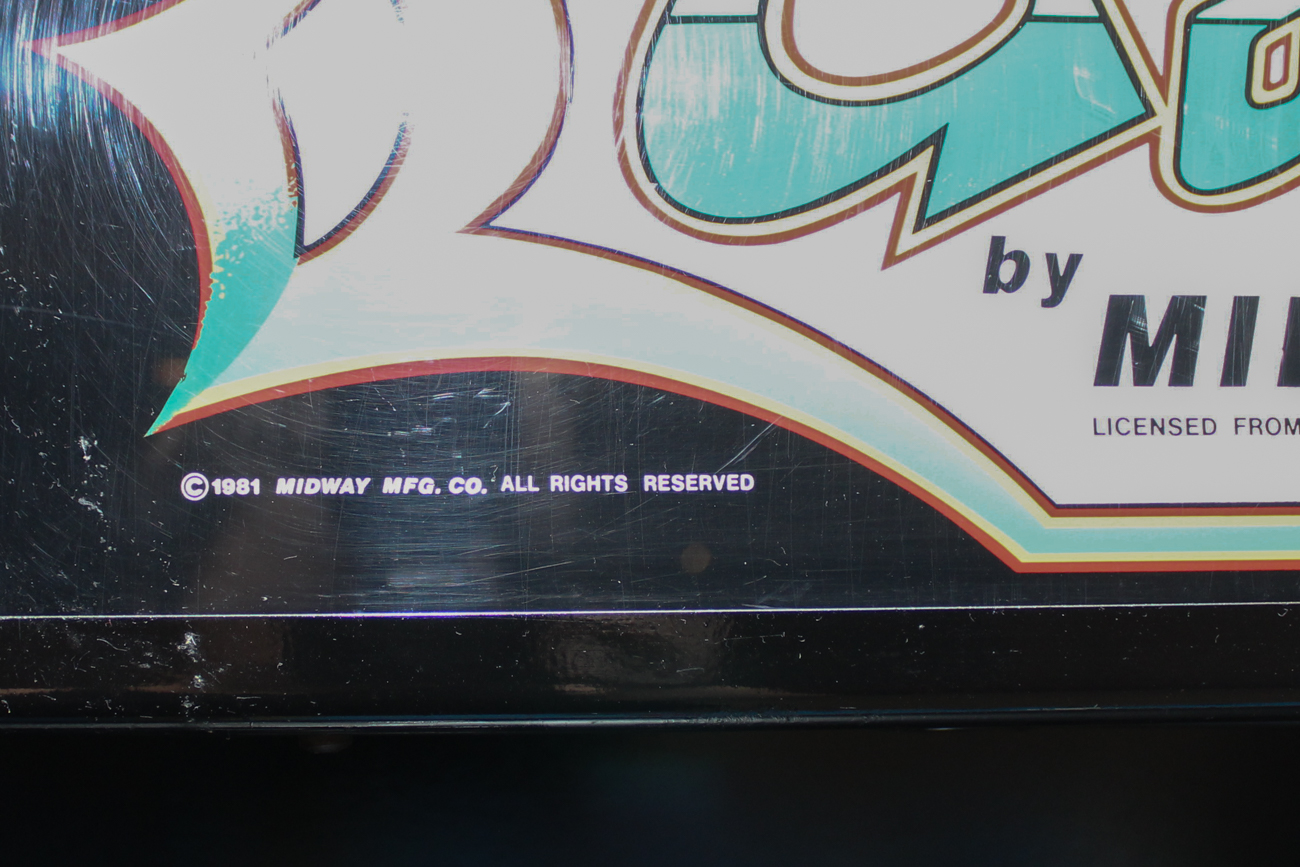 by
MI
LICENSED FROM
©1981 MIDWAY MFG. CO. ALL RIGHTS RESERVED